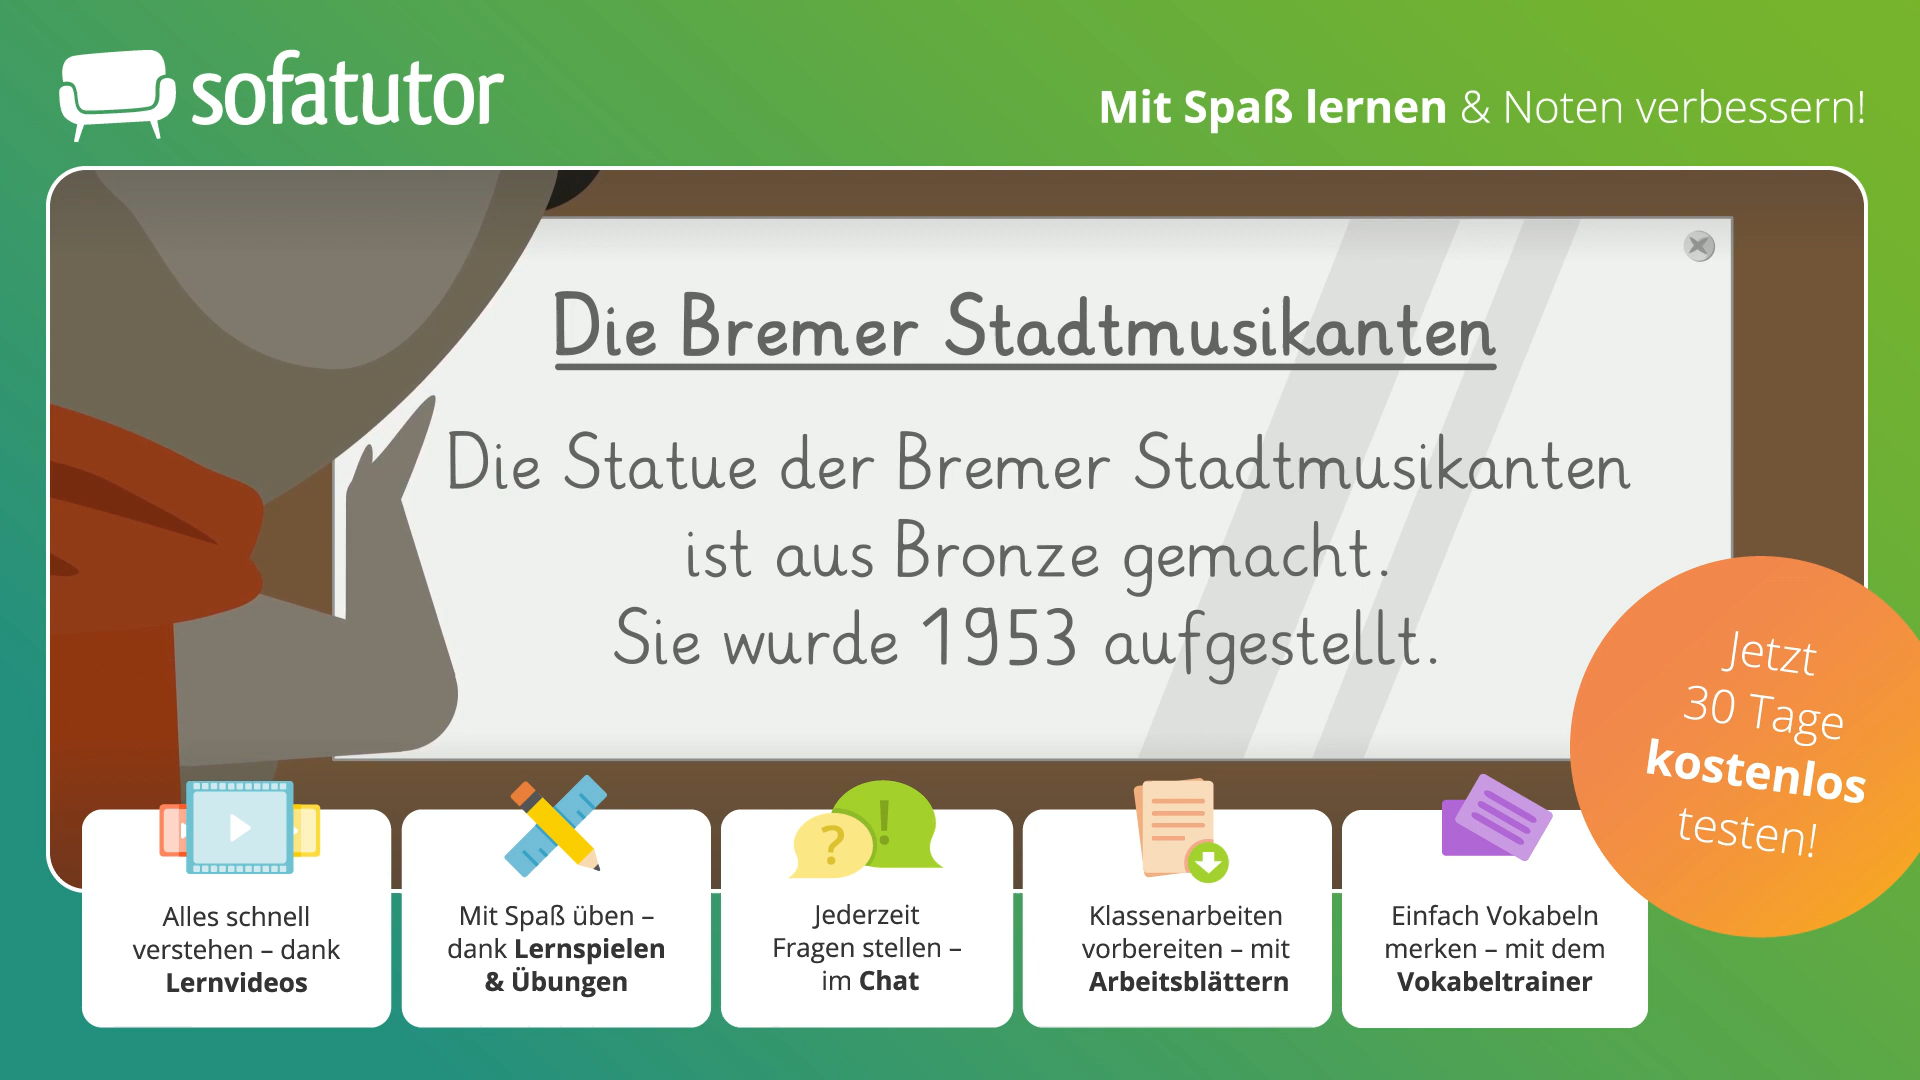 sofatutor
Mit Spaß lernen & Noten verbessern!
Die Bremer Stadtmusikanten
Die Statue der Bremer Stadtmusikanten
ist aus Bronze gemacht.
Sie wurde 1953 aufgestellt.
Jetzt
30 Tage
kostenlos
testen!
? !
Alles schnell
verstehen – dank
Lernvideos
Mit Spaß üben –
dank Lernspielen
& Übungen
Jederzeit
Fragen stellen –
im Chat
Klassenarbeiten
vorbereiten – mit
Arbeitsblättern
Einfach Vokabeln
merken – mit dem
Vokabeltrainer